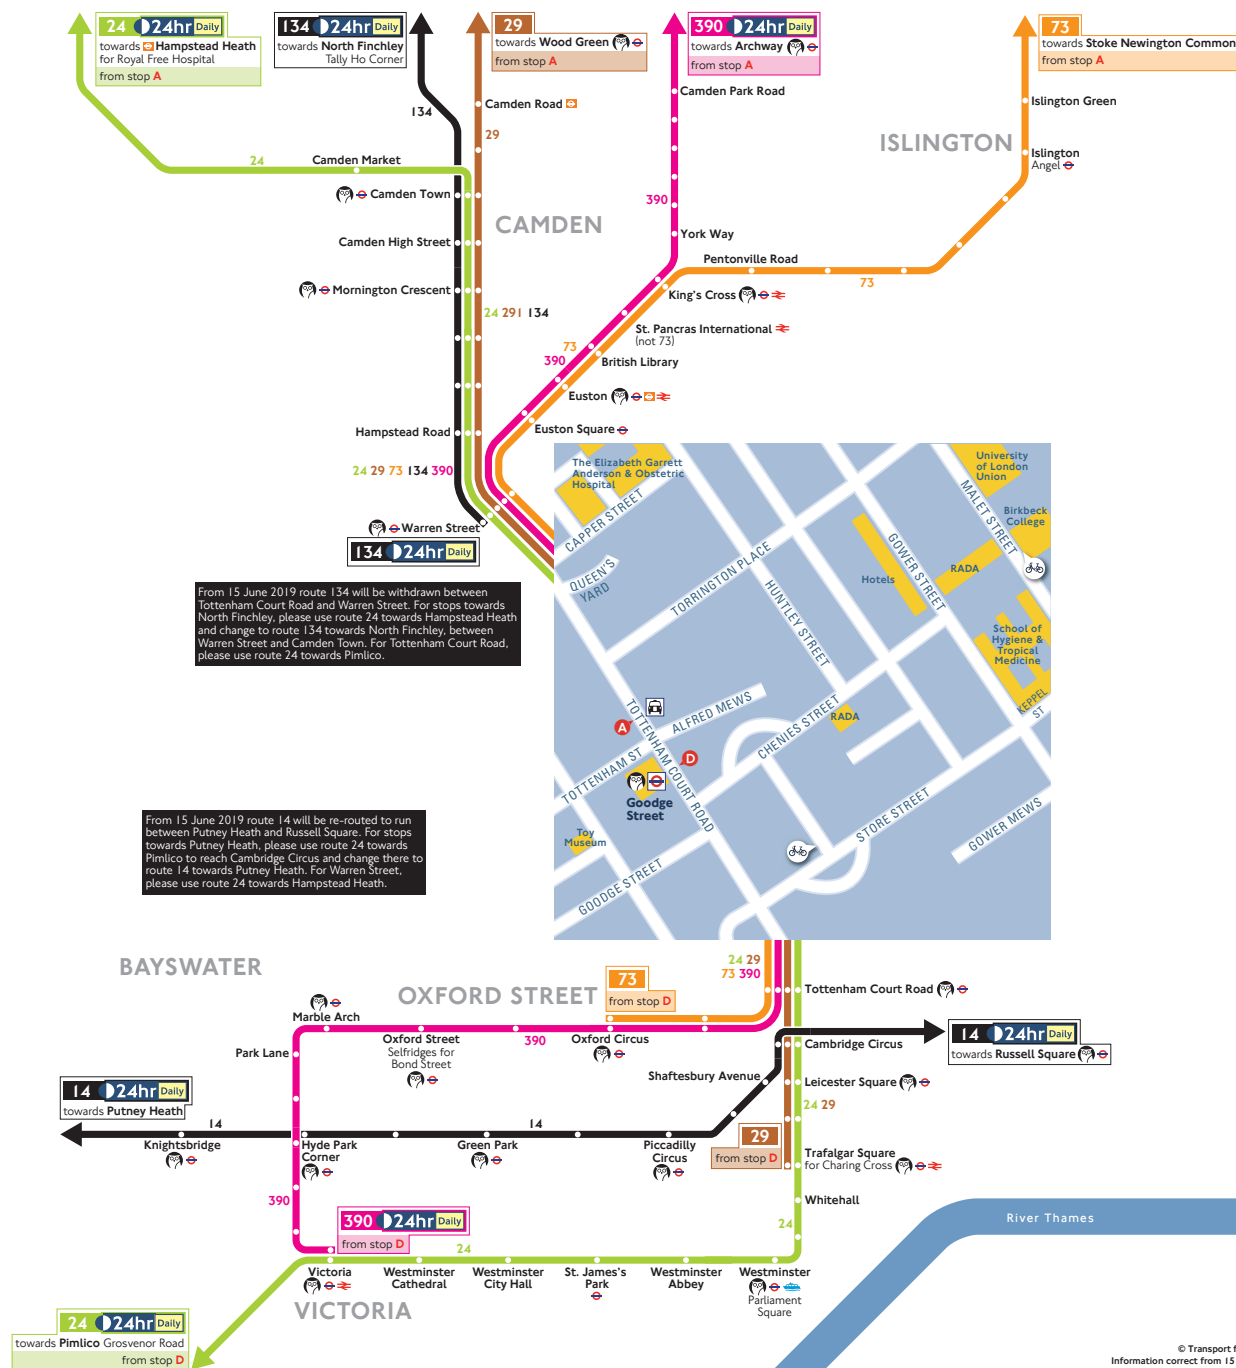 24 24hr Daily
towards Hampstead Heath
for Royal Free Hospital
from stop A
134 24hr Daily
towards North Finchley
Tally Ho Corner
29
towards Wood Green
from stop A
390 24hr Daily
towards Archway
from stop A
73
towards Stoke Newington Common
from stop A
Camden Road
Camden Park Road
Islington Green
134
29
ISLINGTON
Islington
Angel
24
Camden Market
Camden Town
390
CAMDEN
York Way
Camden High Street
Pentonville Road
73
Mornington Crescent
King's Cross
24 291 134
St. Pancras International
(not 73)
73
390
British Library
Euston
Hampstead Road
Euston Square
24 29 73 134 390
Warren Street
134 24hr Daily
From 15 June 2019 route 134 will be withdrawn between
Tottenham Court Road and Warren Street. For stops towards
North Finchley, please use route 24 towards Hampstead Heath
and change to route 134 towards North Finchley, between
Warren Street and Camden Town. For Tottenham Court Road,
please use route 24 towards Pimlico.
The Elizabeth Garrett
Anderson & Obstetric
Hospital
University
of London
Union
CAPPER STREET
MALET STREET
Birkbeck
College
QUEEN'S
YARD
TORRINGTON PLACE
GOWER STREET
Hotels
RADA
HUNTLEY STREET
School of
Hygiene &
Tropical
Medicine
KEPPEL
ST
TOTTENHAM COURT ROAD
ALFRED MEWS
CHENIES STREET
RADA
A
D
TOTTENHAM ST
Goodge
Street
Toy
Museum
STORE STREET
GOWER MEWS
GOODGE STREET
From 15 June 2019 route 14 will be re-routed to run
between Putney Heath and Russell Square. For stops
towards Putney Heath, please use route 24 towards
Pimlico to reach Cambridge Circus and change there to
route 14 towards Putney Heath. For Warren Street,
please use route 24 towards Hampstead Heath.
BAYSWATER
24 29
73 390
73
from stop D
OXFORD STREET
Tottenham Court Road
Marble Arch
Oxford Street
Selfridges for
Bond Street
390
Oxford Circus
14 24hr Daily
towards Russell Square
Park Lane
Cambridge Circus
Shaftesbury Avenue
Leicester Square
14 24hr Daily
towards Putney Heath
24 29
14
14
29
from stop D
Knightsbridge
Hyde Park
Corner
Green Park
Piccadilly
Circus
Trafalgar Square
for Charing Cross
390
Whitehall
390 24hr Daily
from stop D
24
River Thames
24
Victoria
Westminster
Cathedral
Westminster
City Hall
St. James's
Park
Westminster
Abbey
Westminster
Parliament
Square
VICTORIA
24 24hr Daily
towards Pimlico Grosvenor Road
from stop D
© Transport f
Information correct from 15